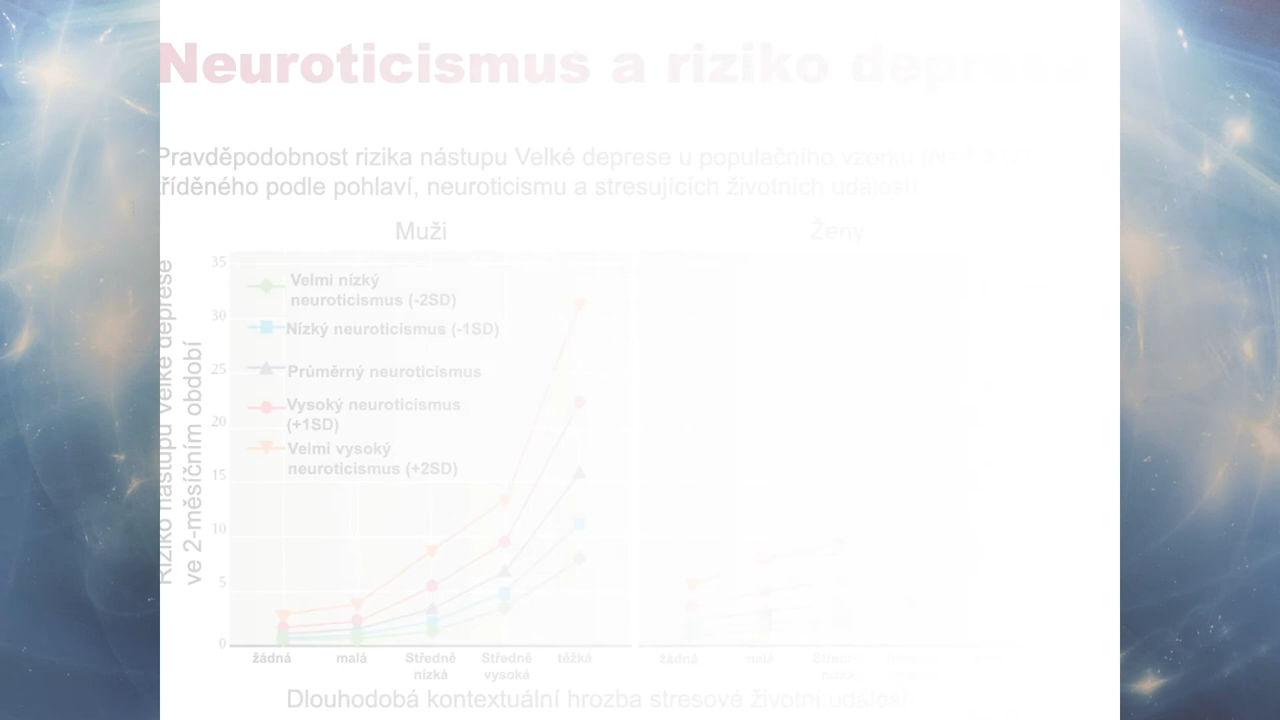 Neuroticismus a riziko deprese
Pravděpodobnost rizika nástupu Velké deprese u populačního vzorku
tříděného podle pohlaví, neuroticismu a stresujících životních událostí
Muži
Ženy
Riziko nástupu velké deprese
ve 2-měsíčním období
35
30
25
20
15
10
5
0
Velmi nízký
neuroticismus (-2SD)
Nízký neuroticismus (-1SD)
Průměrný neuroticismus
Vysoký neuroticismus
(+1SD)
Velmi vysoký
neuroticismus (+2SD)
žádná
malá
Středně
nízká
Středně
vysoká
těžká
žádná
malá
Středně
nízká
Dlouhodobá kontextuální hrozba stresové životní události